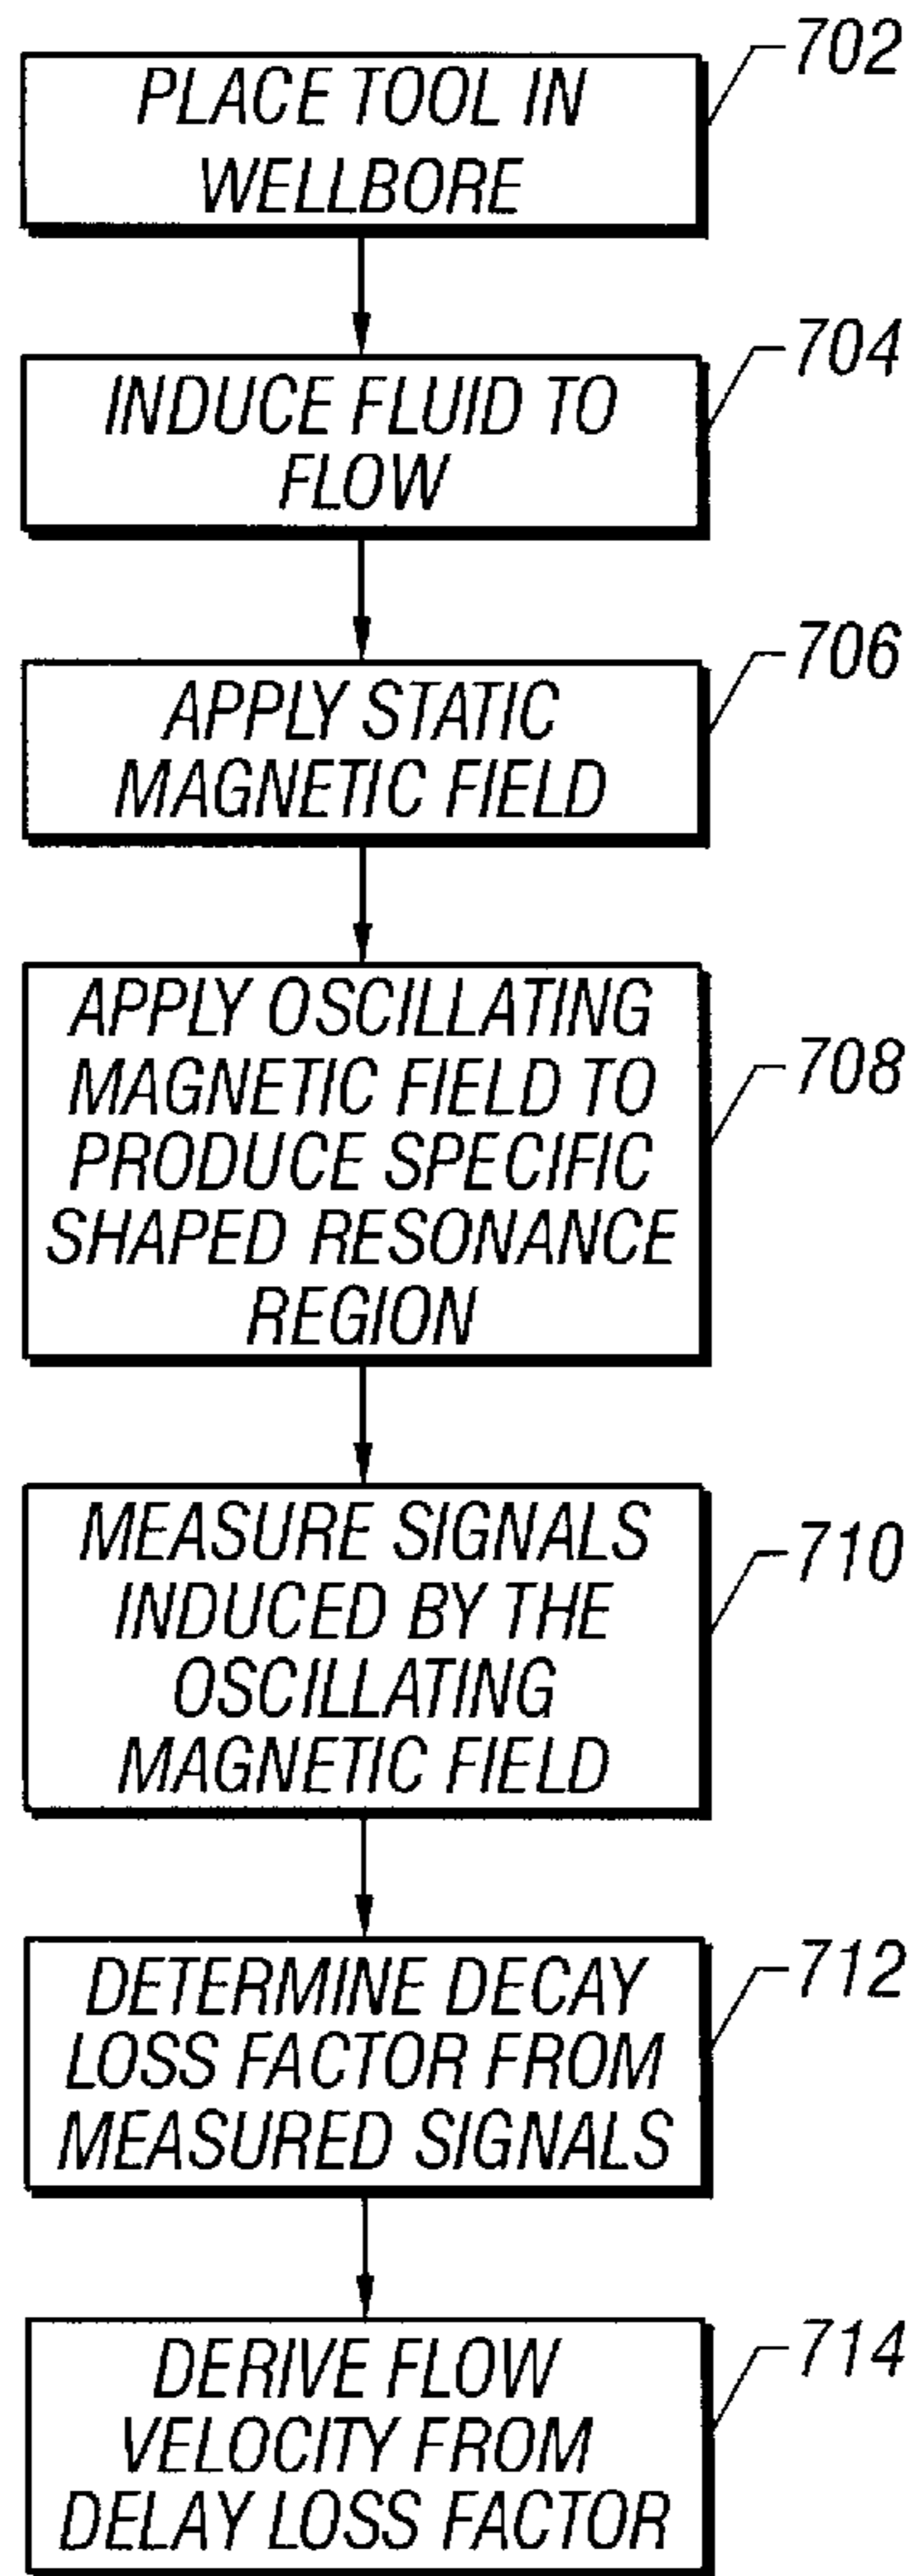 702
PLACE TOOL IN
WELLBORE
704
INDUCE FLUID TO
FLOW
706
APPLY STATIC
MAGNETIC FIELD
708
APPLY OSCILLATING
MAGNETIC FIELD TO
PRODUCE SPECIFIC
SHAPED RESONANCE
REGION
710
MEASURE SIGNALS
INDUCED BY THE
OSCILLATING
MAGNETIC FIELD
712
DETERMINE DECAY
LOSS FACTOR FROM
MEASURED SIGNALS
714
DERIVE FLOW
VELOCITY FROM
DELAY LOSS FACTOR